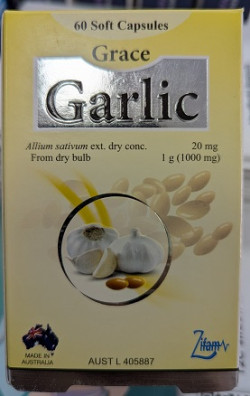 60 Soft Capsules
Grace
Garlic
Allium sativum ext. dry conc. 20 mg
From dry bulb 1 g (1000 mg)
MADE IN
AUSTRALIA
AUST L 405887
Zifam